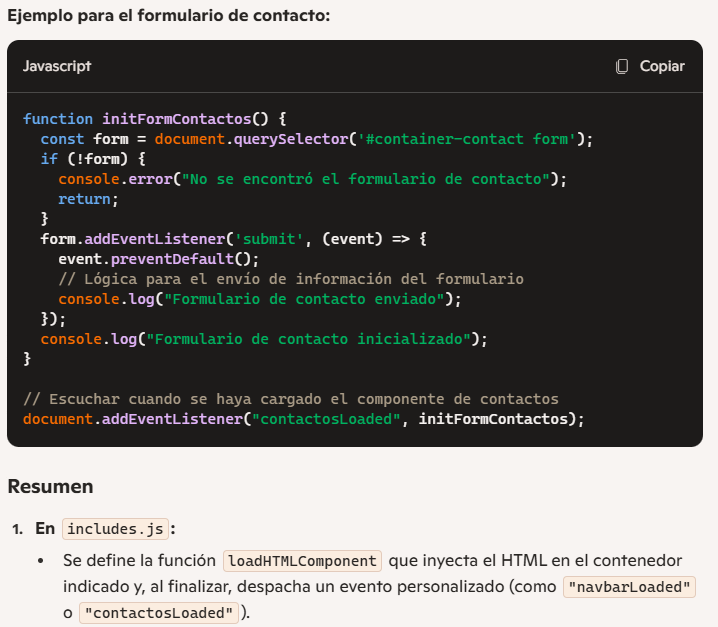 Ejemplo para el formulario de contacto:
Javascript
Copiar
function initFormContactos() {
  const form = document.querySelector('#container-contact form');
  if (!form) {
    console.error("No se encontró el formulario de contacto");
    return;
  }
  form.addEventListener('submit', (event) => {
    event.preventDefault();
    // Lógica para el envío de información del formulario
    console.log("Formulario de contacto enviado");
  });
  console.log("Formulario de contacto inicializado");
}
// Escuchar cuando se haya cargado el componente de contactos
document.addEventListener("contactosLoaded", initFormContactos);
Resumen
1. En includes.js:
• Se define la función loadHTMLComponent que inyecta el HTML en el contenedor
indicado y, al finalizar, despacha un evento personalizado (como "navbarLoaded"
o "contactosLoaded").